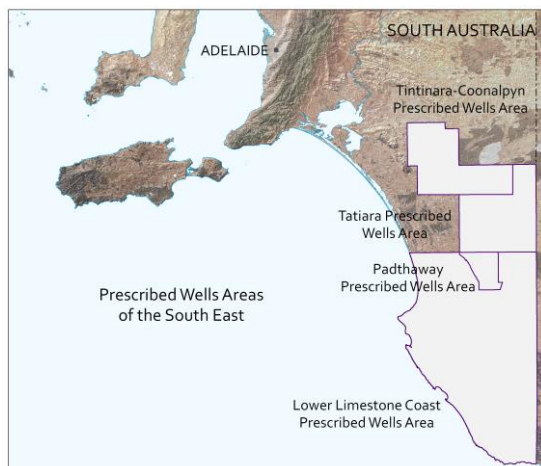 SOUTH AUSTRALIA
ADELAIDE
Tintinara-Coonalpyn
Prescribed Wells Area
Tatiara Prescribed
Wells Area
Padthaway
Prescribed Wells Area
Prescribed Wells Areas
of the South East
Lower Limestone Coast
Prescribed Wells Area